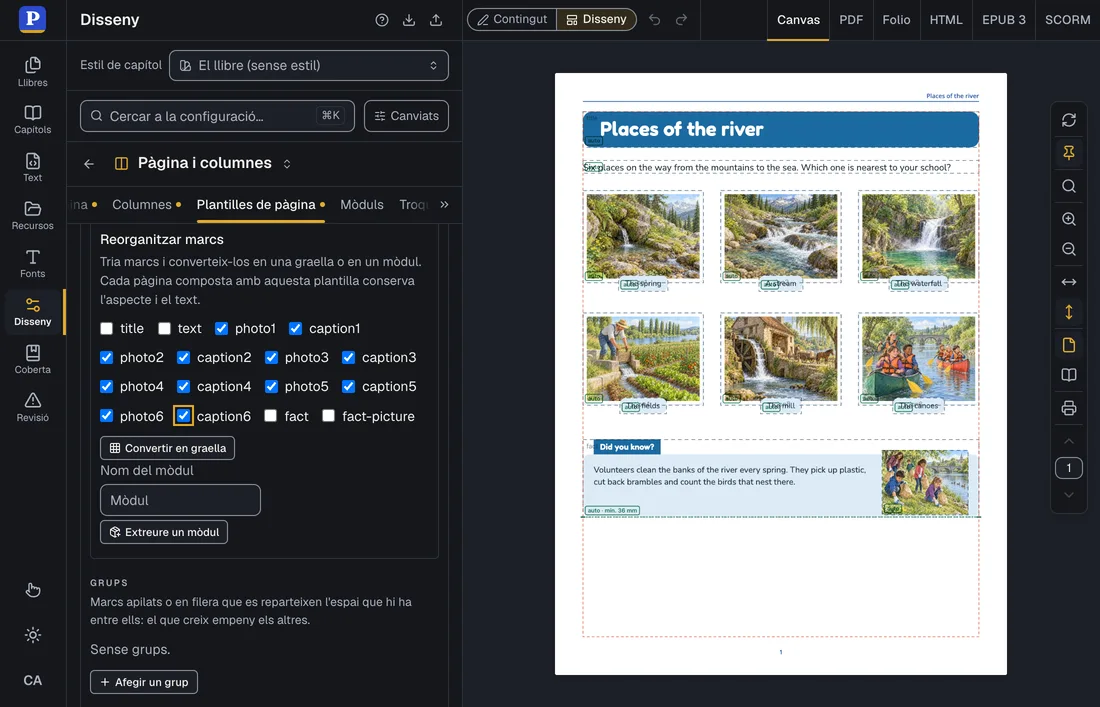 P
Disseny
Contingut
Disseny
Canvas
PDF
Folio
HTML
EPUB 3
SCORM
Llibres
Capítols
Text
Recursos
Fonts
Disseny
Coberta
Revisió
CA
Estil de capítol
El llibre (sense estil)
Cercar a la configuració…
⌘K
Canviats
Pàgina i columnes
na
Columnes
Plantilles de pàgina
Mòduls
Troq
Reorganitzar marcs
Tria marcs i converteix-los en una graella o en un mòdul.
Cada pàgina composta amb aquesta plantilla conserva
l'aspecte i el text.
title text photo1 caption1
photo2 caption2 photo3 caption3
photo4 caption4 photo5 caption5
photo6 caption6 fact fact-picture
Convertir en graella
Nom del mòdul
Mòdul
Extreure un mòdul
GRUPS
Marcs apilats o en filera que es reparteixen l'espai que hi ha
entre ells: el que creix empeny els altres.
Sense grups.
+ Afegir un grup
Places of the river
Places of the river
auto
Six places on the way from the mountains to the sea. Which one is nearest to your school?
The spring
A stream
The waterfall
The fields
The mill
The canoes
Did you know?
Volunteers clean the banks of the river every spring. They pick up plastic,
cut back brambles and count the birds that nest there.
auto · min. 36 mm
1
1